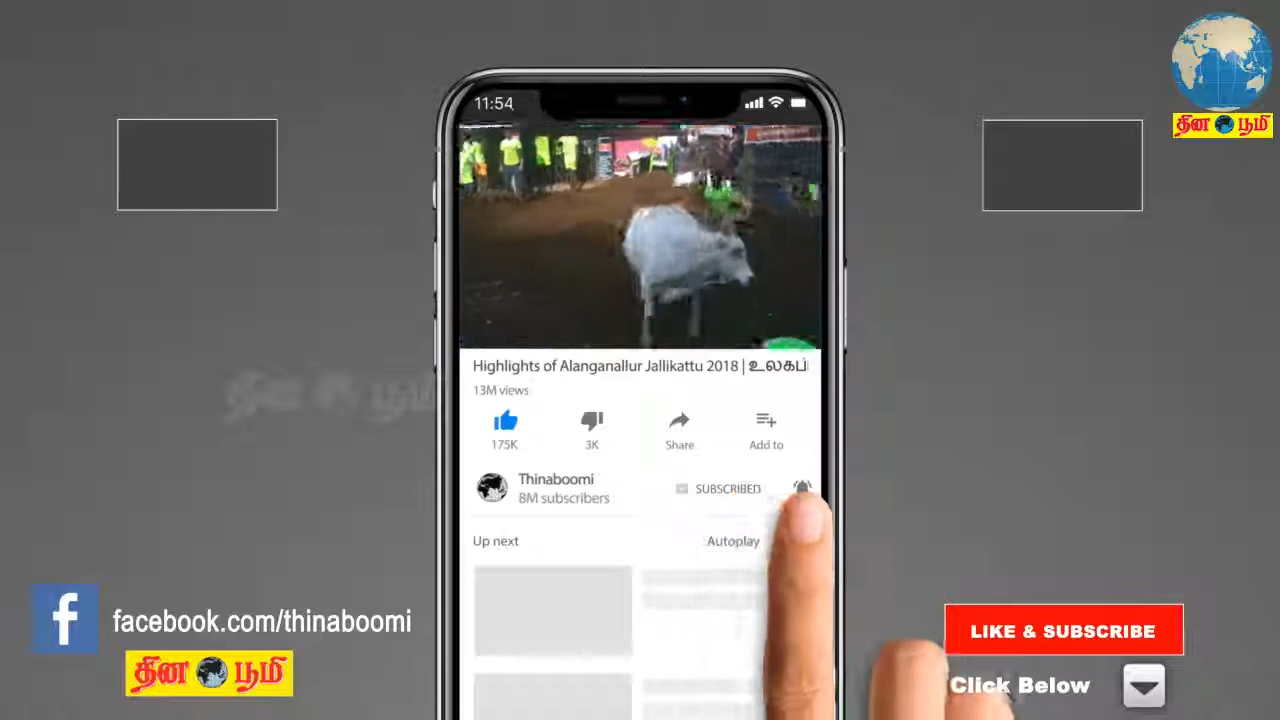 தின பூமி
11:54
Highlights of Alanganallur Jallikattu 2018 | உலகப்
13M views
175K
3K
Share
Add to
தின பூமி
Thinaboomi
SUBSCRIBED
8M subscribers
Up next
Autoplay
facebook.com/thinaboomi
தின பூமி
LIKE & SUBSCRIBE
Click Below